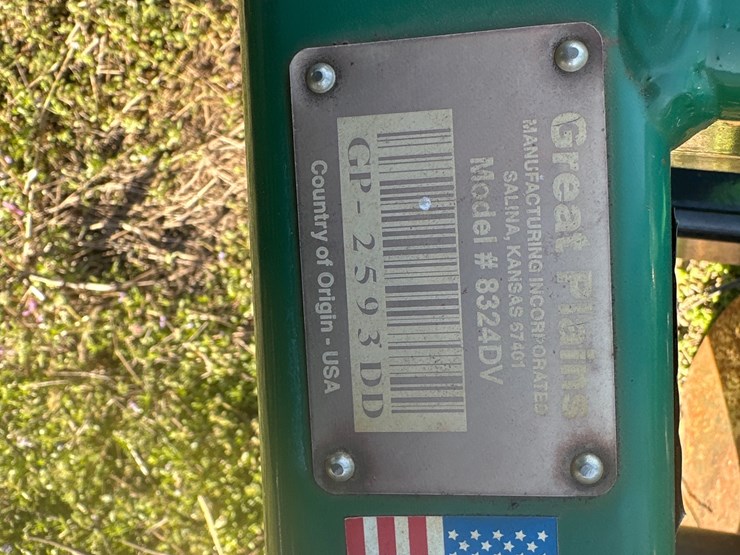 Great Plains
MANUFACTURING INCORPORATED
SALINA, KANSAS 67401
Model # 8324DV
GP-2593DD
Country of Origin - USA